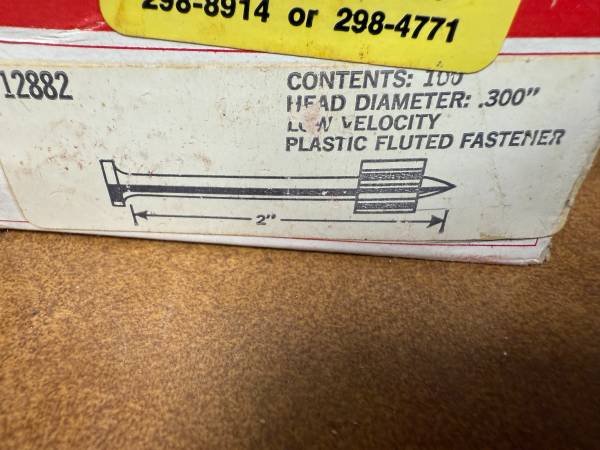 298-8914 or 298-4771
12882
CONTENTS: 100
HEAD DIAMETER: .300"
LOW VELOCITY
PLASTIC FLUTED FASTENER
2"